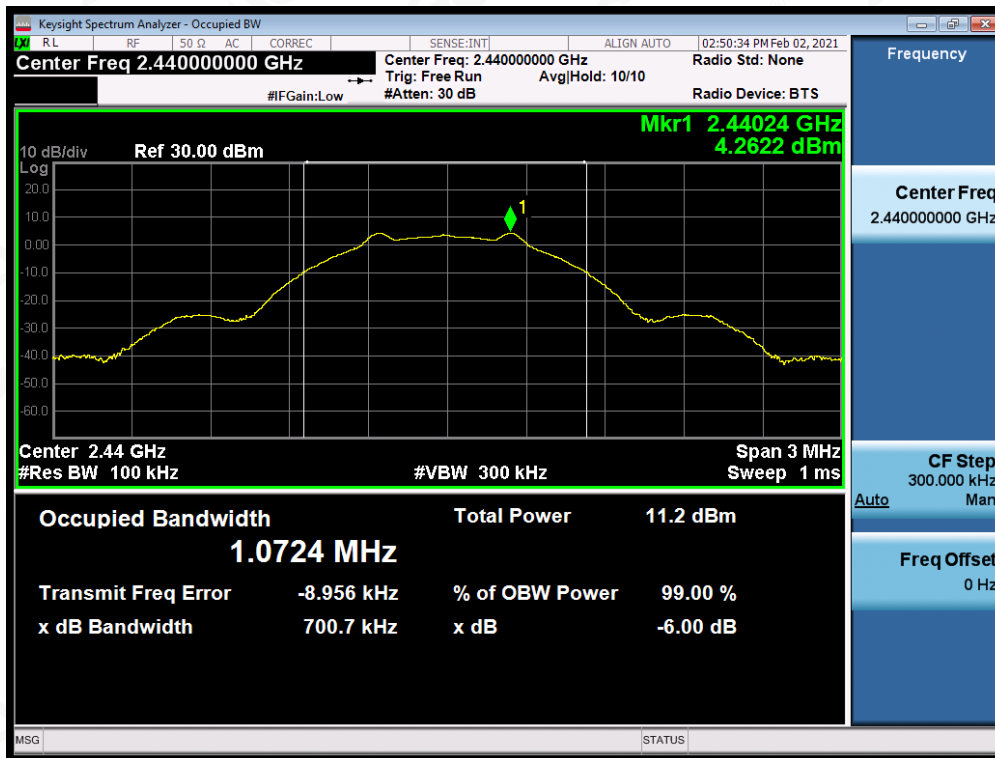 Keysight Spectrum Analyzer - Occupied BW
LXI RL RF 50 Ω AC CORREC SENSE:INT ALIGN AUTO 02:50:34 PM Feb 02, 2021
Center Freq 2.440000000 GHz
Center Freq: 2.440000000 GHz Radio Std: None
Trig: Free Run Avg|Hold: 10/10
#IFGain:Low #Atten: 30 dB Radio Device: BTS
Mkr1 2.44024 GHz
4.2622 dBm
10 dB/div Ref 30.00 dBm
Log
20.0
10.0
0.00
-10.0
-20.0
-30.0
-40.0
-50.0
-60.0
1
Center 2.44 GHz Span 3 MHz
#Res BW 100 kHz #VBW 300 kHz Sweep 1 ms
Occupied Bandwidth Total Power 11.2 dBm
1.0724 MHz
Transmit Freq Error -8.956 kHz % of OBW Power 99.00 %
x dB Bandwidth 700.7 kHz x dB -6.00 dB
MSG STATUS
Frequency
Center Freq
2.440000000 GHz
CF Step
300.000 kHz
Auto Man
Freq Offset
0 Hz